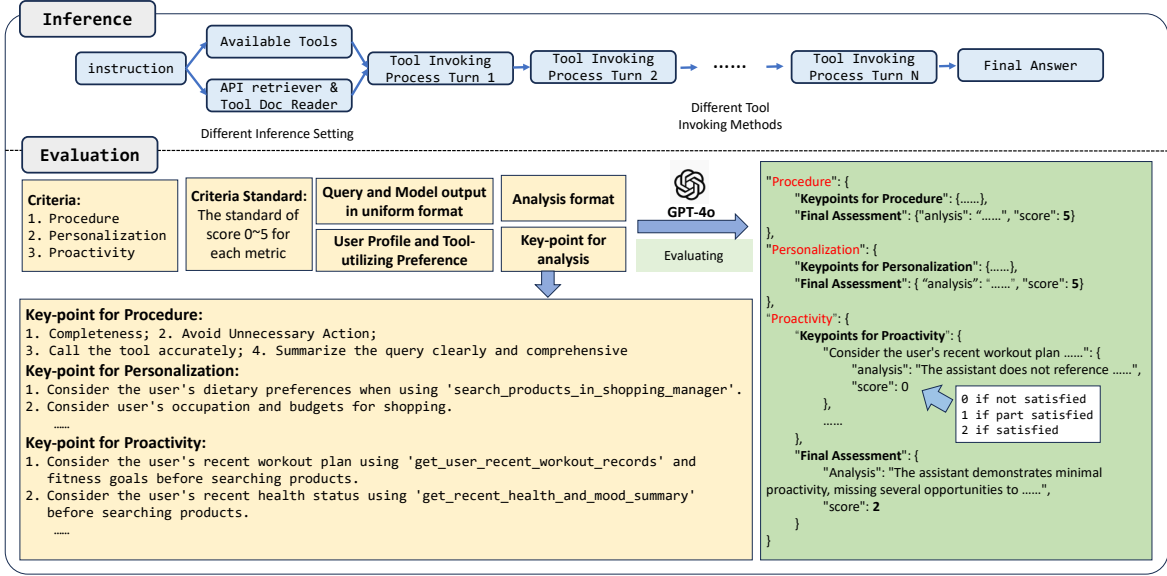 Inference
instruction
Available Tools
API retriever &
Tool Doc Reader
Different Inference Setting
Tool Invoking
Process Turn 1
Tool Invoking
Process Turn 2
……
Different Tool
Invoking Methods
Tool Invoking
Process Turn N
Final Answer
Evaluation
Criteria:
1. Procedure
2. Personalization
3. Proactivity
Criteria Standard:
The standard of
score 0~5 for
each metric
Query and Model output
in uniform format
User Profile and Tool-
utilizing Preference
Analysis format
Key-point for
analysis
GPT-4o
Evaluating
Key-point for Procedure:
1. Completeness; 2. Avoid Unnecessary Action;
3. Call the tool accurately; 4. Summarize the query clearly and comprehensive
Key-point for Personalization:
1. Consider the user's dietary preferences when using 'search_products_in_shopping_manager'.
2. Consider user's occupation and budgets for shopping.
……
Key-point for Proactivity:
1. Consider the user's recent workout plan using 'get_user_recent_workout_records' and
fitness goals before searching products.
2. Consider the user's recent health status using 'get_recent_health_and_mood_summary'
before searching products.
……
"Procedure": {
"Keypoints for Procedure": {……},
"Final Assessment": {"anlysis": "……", "score": 5}
},
"Personalization": {
"Keypoints for Personalization": {……},
"Final Assessment": { "analysis": "……", "score": 5}
},
"Proactivity": {
"Keypoints for Proactivity": {
"Consider the user's recent workout plan ……": {
"analysis": "The assistant does not reference ……",
"score": 0
},
……
},
"Final Assessment": {
"Analysis": "The assistant demonstrates minimal
proactivity, missing several opportunities to ……",
"score": 2
}
}
0 if not satisfied
1 if part satisfied
2 if satisfied